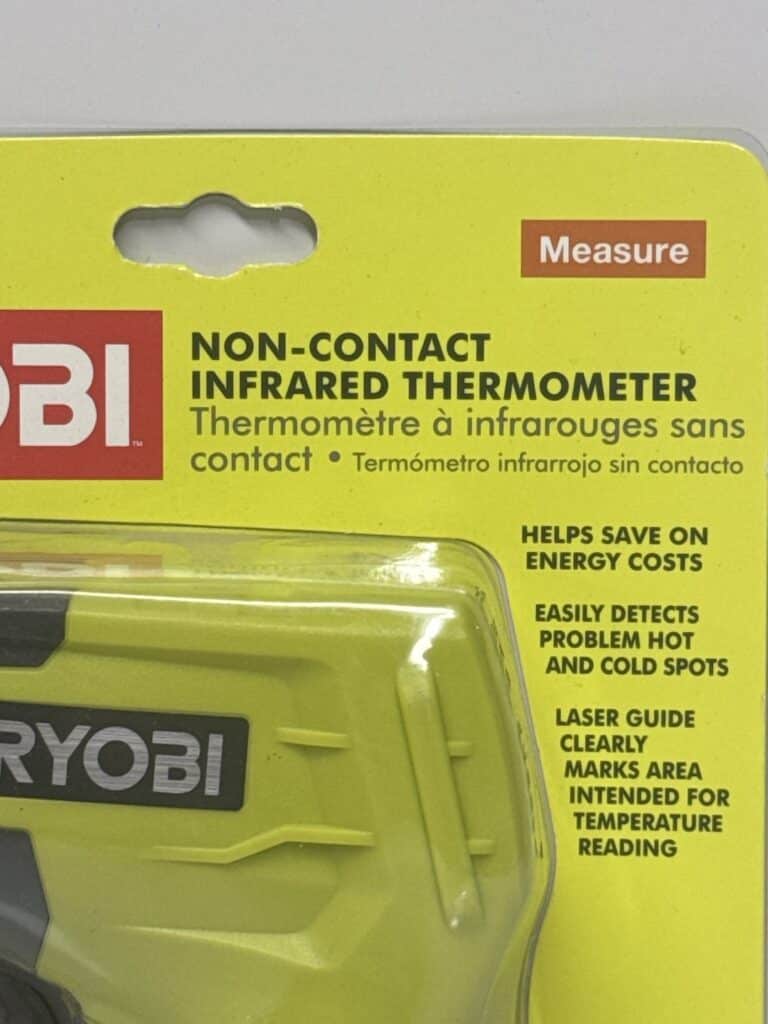 Measure
OBI™
NON-CONTACT
INFRARED THERMOMETER
Thermomètre à infrarouges sans
contact • Termómetro infrarrojo sin contacto
HELPS SAVE ON
ENERGY COSTS
EASILY DETECTS
PROBLEM HOT
AND COLD SPOTS
LASER GUIDE
CLEARLY
MARKS AREA
INTENDED FOR
TEMPERATURE
READING
RYOBI